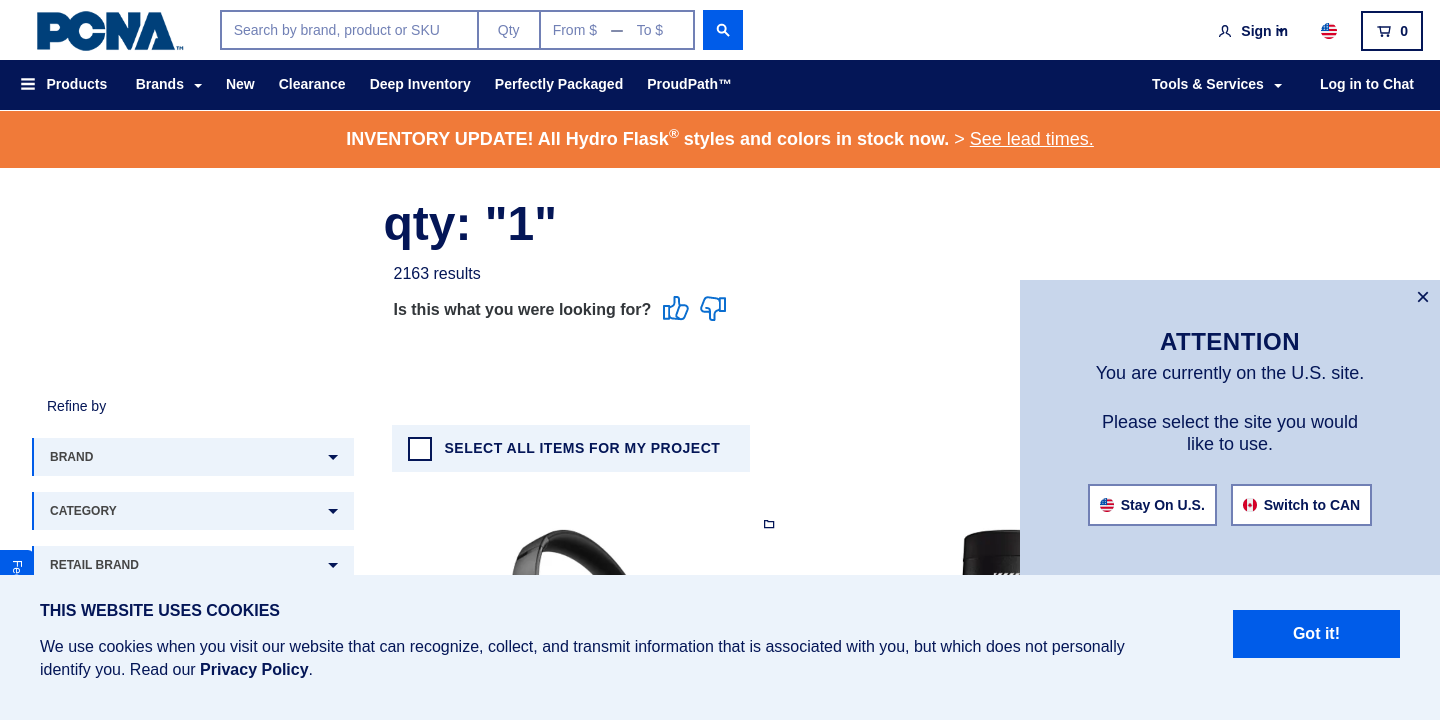 PCNA™
Search by brand, product or SKU
Qty
From $ — To $
Sign in
0
Products
Brands
New
Clearance
Deep Inventory
Perfectly Packaged
ProudPath™
Tools & Services
Log in to Chat
INVENTORY UPDATE! All Hydro Flask® styles and colors in stock now. > See lead times.
qty: "1"
2163 results
Is this what you were looking for?
×
ATTENTION
You are currently on the U.S. site.
Please select the site you would
like to use.
Stay On U.S.
Switch to CAN
Refine by
SELECT ALL ITEMS FOR MY PROJECT
BRAND
CATEGORY
RETAIL BRAND
THIS WEBSITE USES COOKIES
We use cookies when you visit our website that can recognize, collect, and transmit information that is associated with you, but which does not personally
identify you. Read our Privacy Policy.
Got it!